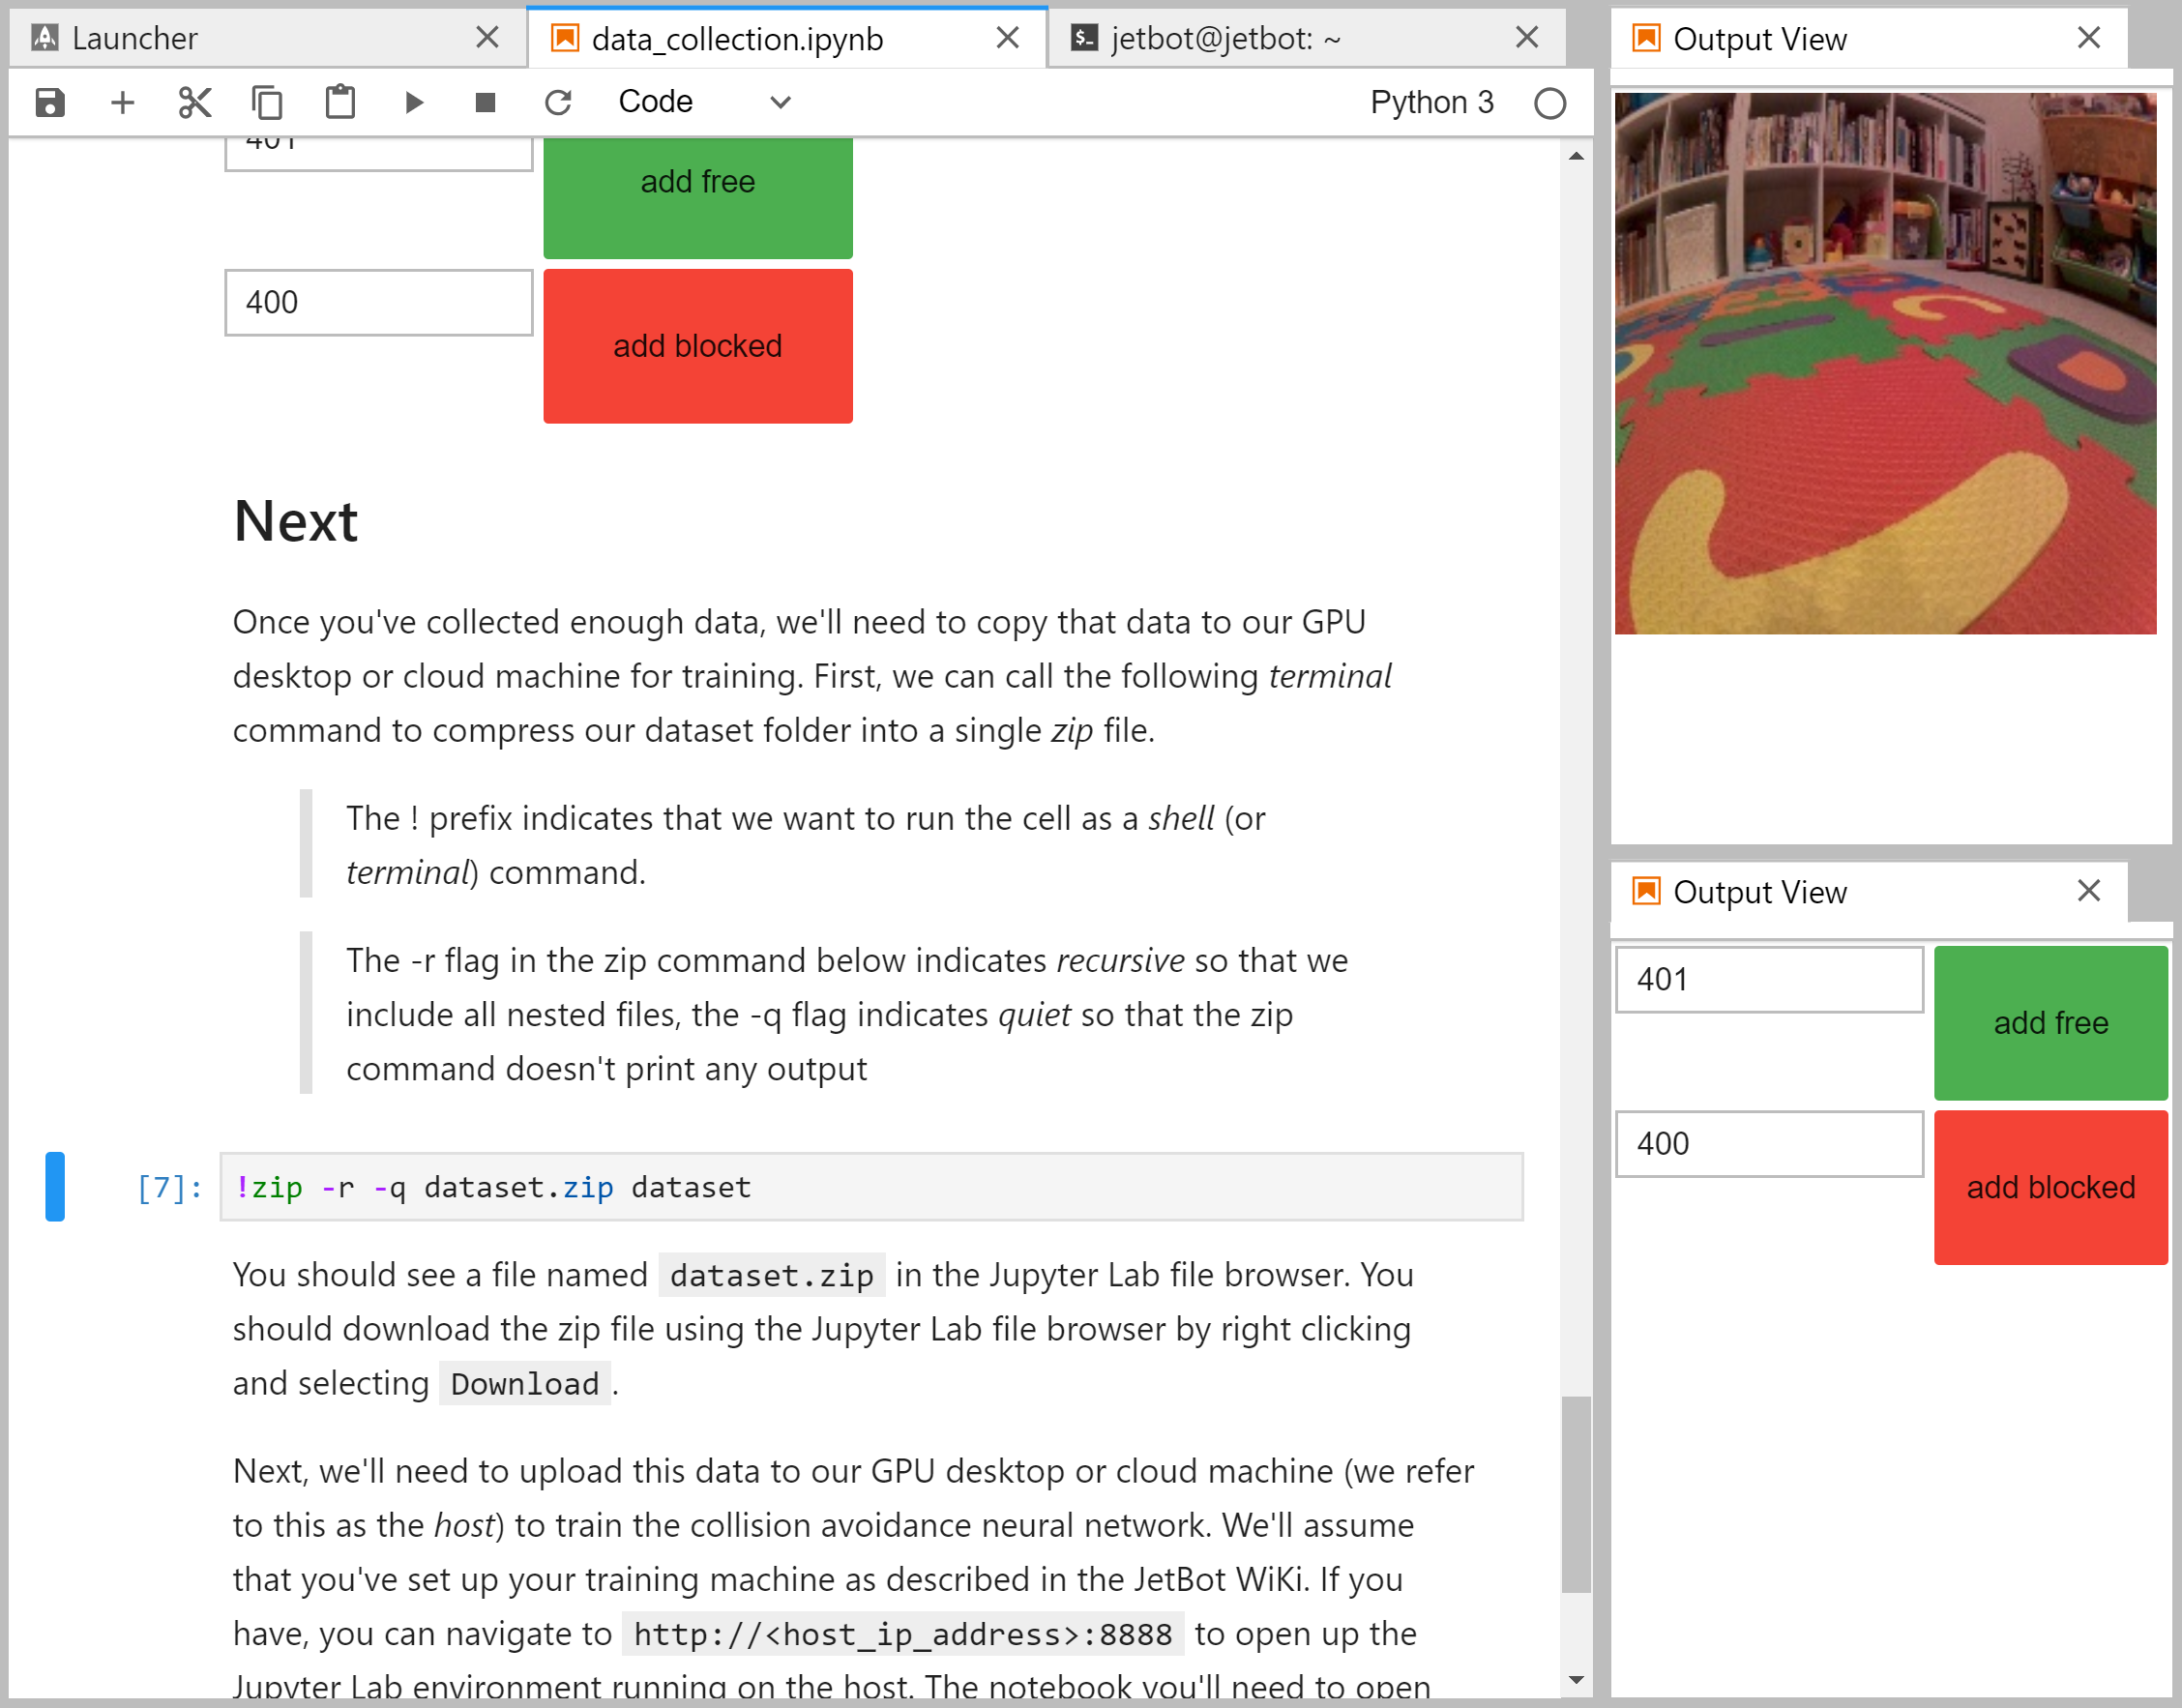 Launcher
data_collection.ipynb
jetbot@jetbot: ~
Code
Python 3
401
add free
400
add blocked
Next
Once you've collected enough data, we'll need to copy that data to our GPU
desktop or cloud machine for training. First, we can call the following terminal
command to compress our dataset folder into a single zip file.
The ! prefix indicates that we want to run the cell as a shell (or
terminal) command.
The -r flag in the zip command below indicates recursive so that we
include all nested files, the -q flag indicates quiet so that the zip
command doesn't print any output
[7]: !zip -r -q dataset.zip dataset
You should see a file named dataset.zip in the Jupyter Lab file browser. You
should download the zip file using the Jupyter Lab file browser by right clicking
and selecting Download.
Next, we'll need to upload this data to our GPU desktop or cloud machine (we refer
to this as the host) to train the collision avoidance neural network. We'll assume
that you've set up your training machine as described in the JetBot WiKi. If you
have, you can navigate to http://<host_ip_address>:8888 to open up the
Jupyter Lab environment running on the host. The notebook you'll need to open
Output View
Output View
401
add free
400
add blocked